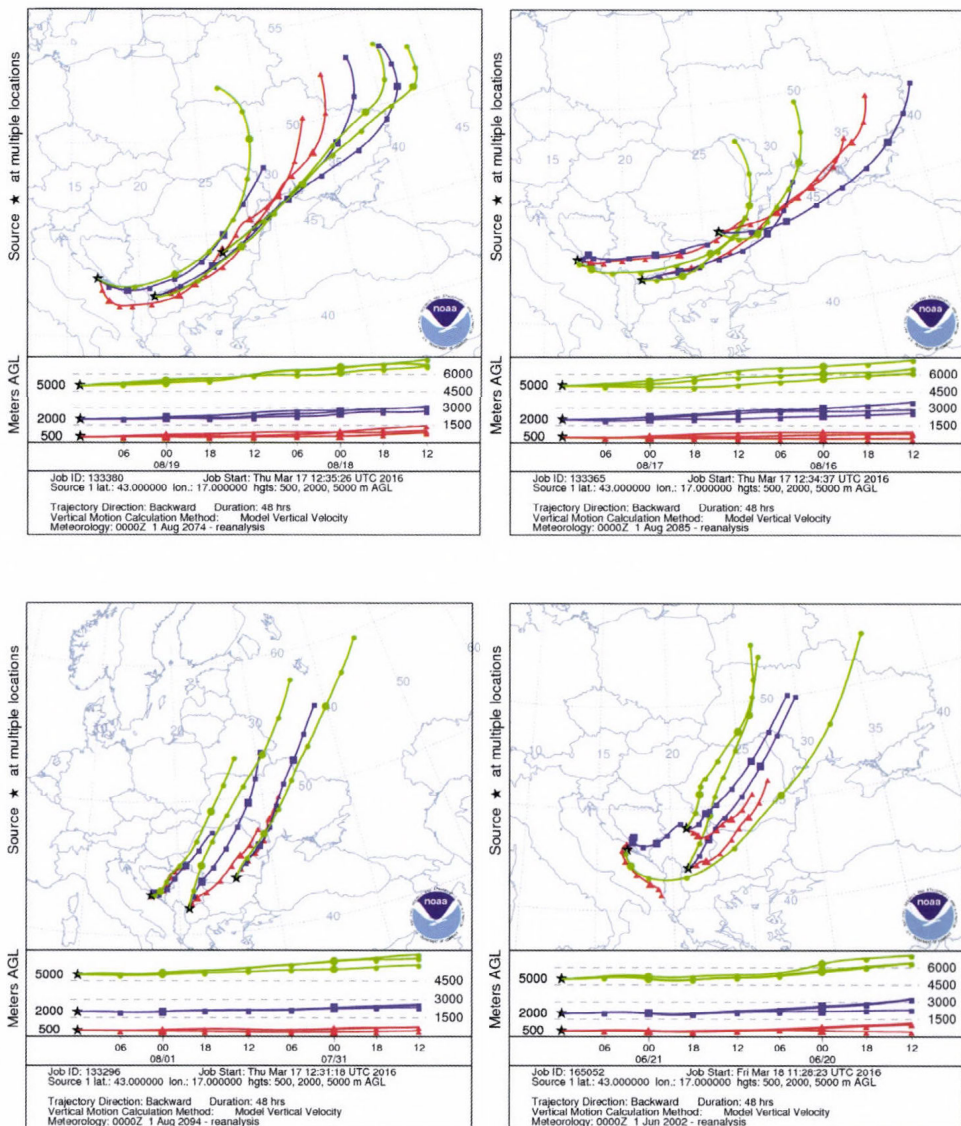 Source ★ at multiple locations
55
50
45
45
40
35
30
25
20
15
10
40
noaa
Meters AGL
5000
2000
500
6000
4500
3000
1500
06 00 18 12 06 00 18 12
08/19 08/18
Job ID: 133380 Job Start: Thu Mar 17 12:35:26 UTC 2016
Source 1 lat.: 43.000000 lon.: 17.000000 hgts: 500, 2000, 5000 m AGL
Trajectory Direction: Backward Duration: 48 hrs
Vertical Motion Calculation Method: Model Vertical Velocity
Meteorology: 0000Z 1 Aug 2074 - reanalysis
Source ★ at multiple locations
50
45
40
35
30
25
20
15
40
noaa
Meters AGL
5000
2000
500
6000
4500
3000
1500
06 00 18 12 06 00 18 12
08/17 08/16
Job ID: 133365 Job Start: Thu Mar 17 12:34:37 UTC 2016
Source 1 lat.: 43.000000 lon.: 17.000000 hgts: 500, 2000, 5000 m AGL
Trajectory Direction: Backward Duration: 48 hrs
Vertical Motion Calculation Method: Model Vertical Velocity
Meteorology: 0000Z 1 Aug 2085 - reanalysis
Source ★ at multiple locations
60
60
50
50
40
30
40
noaa
Meters AGL
5000
2000
500
4500
3000
1500
06 00 18 12 06 00 18 12
08/01 07/31
Job ID: 133296 Job Start: Thu Mar 17 12:31:18 UTC 2016
Source 1 lat.: 43.000000 lon.: 17.000000 hgts: 500, 2000, 5000 m AGL
Trajectory Direction: Backward Duration: 48 hrs
Vertical Motion Calculation Method: Model Vertical Velocity
Meteorology: 0000Z 1 Aug 2094 - reanalysis
Source ★ at multiple locations
50
45
40
35
30
25
20
15
10
40
noaa
Meters AGL
5000
2000
500
6000
4500
3000
1500
06 00 18 12 06 00 18 12
06/21 06/20
Job ID: 165052 Job Start: Fri Mar 18 11:28:23 UTC 2016
Source 1 lat.: 43.000000 lon.: 17.000000 hgts: 500, 2000, 5000 m AGL
Trajectory Direction: Backward Duration: 48 hrs
Vertical Motion Calculation Method: Model Vertical Velocity
Meteorology: 0000Z 1 Jun 2002 - reanalysis